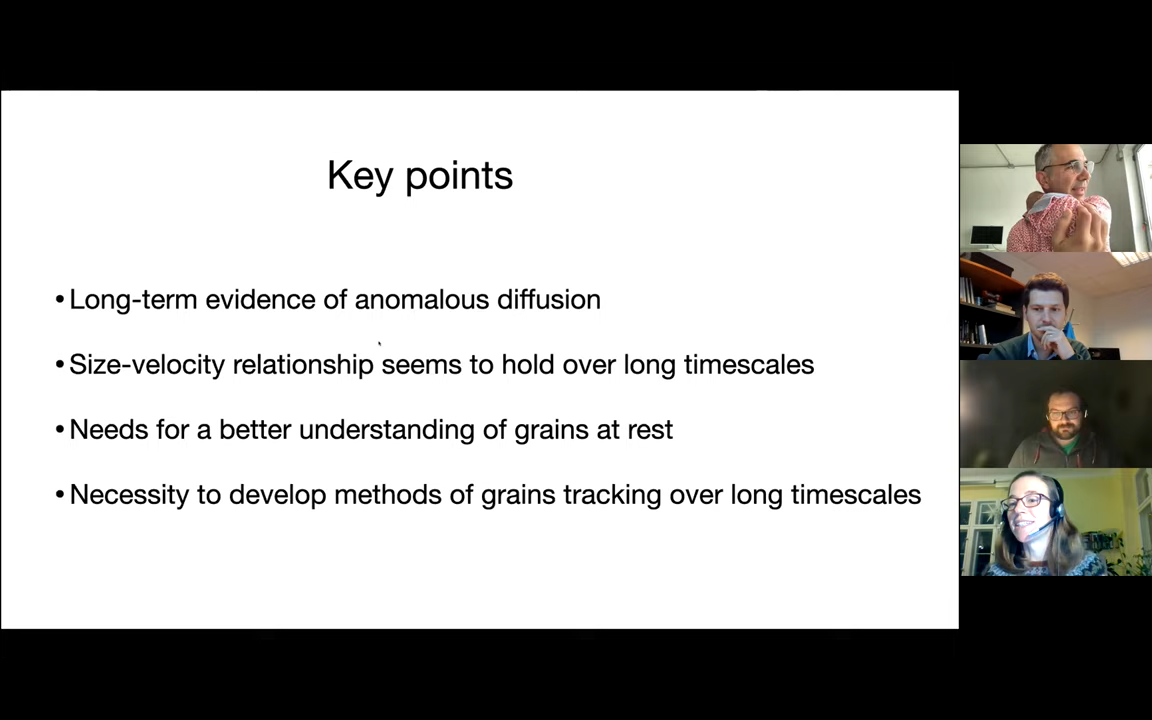 Key points
•Long-term evidence of anomalous diffusion
•Size-velocity relationship seems to hold over long timescales
•Needs for a better understanding of grains at rest
•Necessity to develop methods of grains tracking over long timescales